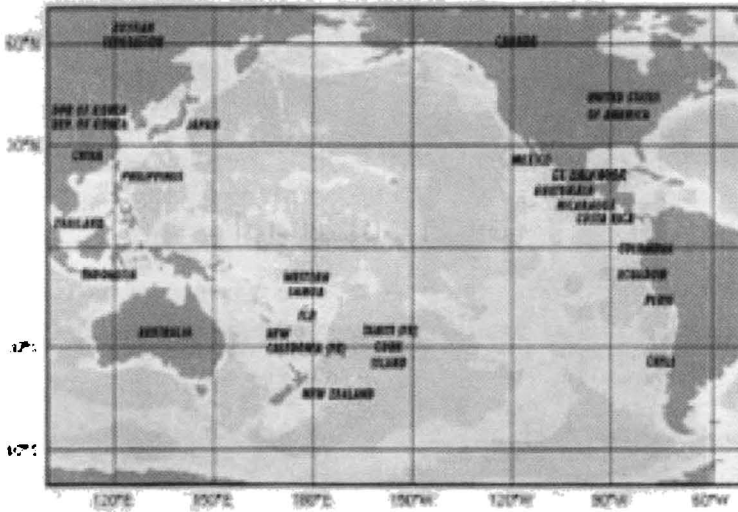 RUSSIAN
FEDERATION
CANADA
60°N
UNITED STATES
OF AMERICA
DPR OF KOREA
REP. OF KOREA
JAPAN
30°N
CHINA
MEXICO
PHILIPPINES
EL SALVADOR
GUATEMALA
NICARAGUA
COSTA RICA
THAILAND
COLOMBIA
INDONESIA
WESTERN
SAMOA
ECUADOR
PERU
FIJI
AUSTRALIA
NEW
CALEDONIA (FR)
TAHITI (FR)
COOK
ISLAND
CHILE
NEW ZEALAND
120°E
150°E
180°E
150°W
120°W
90°W
60°W